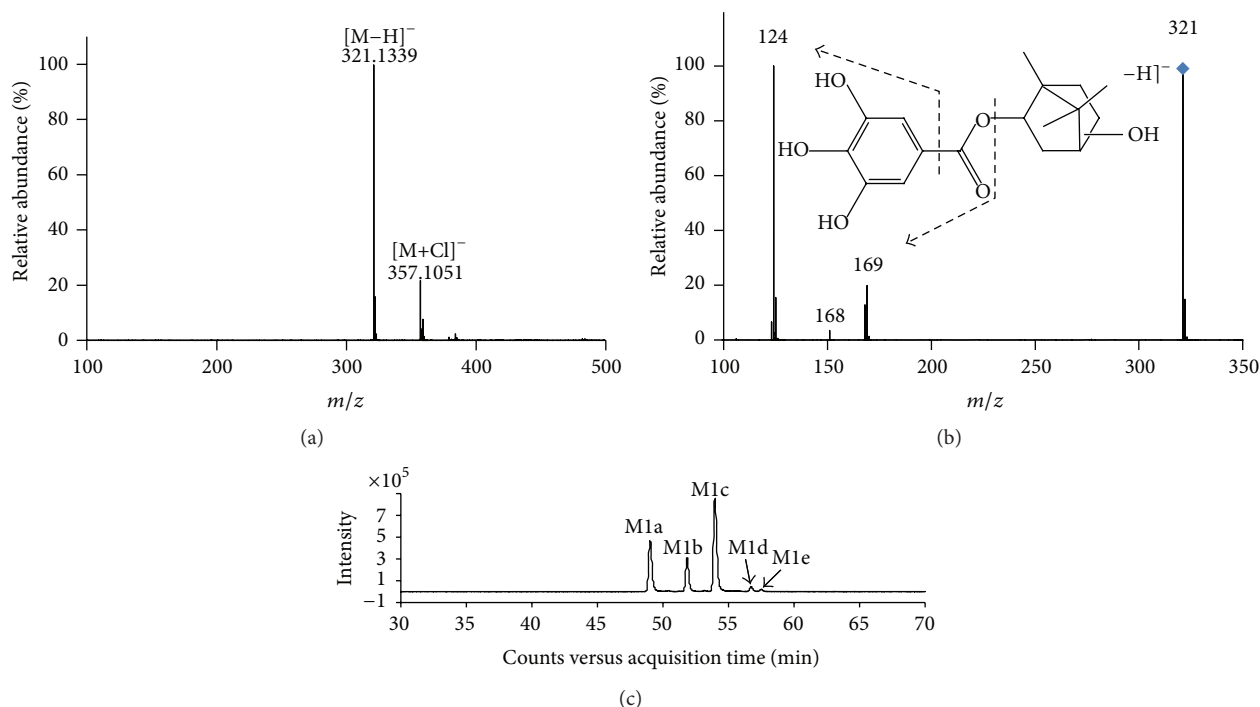 [M−H]⁻
321.1339
[M+Cl]⁻
357.1051
Relative abundance (%)
100
80
60
40
20
0
100 200 300 400 500
m/z
(a)
124
321
169
168
HO
HO
HO
O
O
OH
−H]⁻
Relative abundance (%)
100
80
60
40
20
0
100 150 200 250 300 350
m/z
(b)
×10⁵
M1a
M1b
M1c
M1d
M1e
Intensity
7
5
3
1
−1
30 35 40 45 50 55 60 65 70
Counts versus acquisition time (min)
(c)